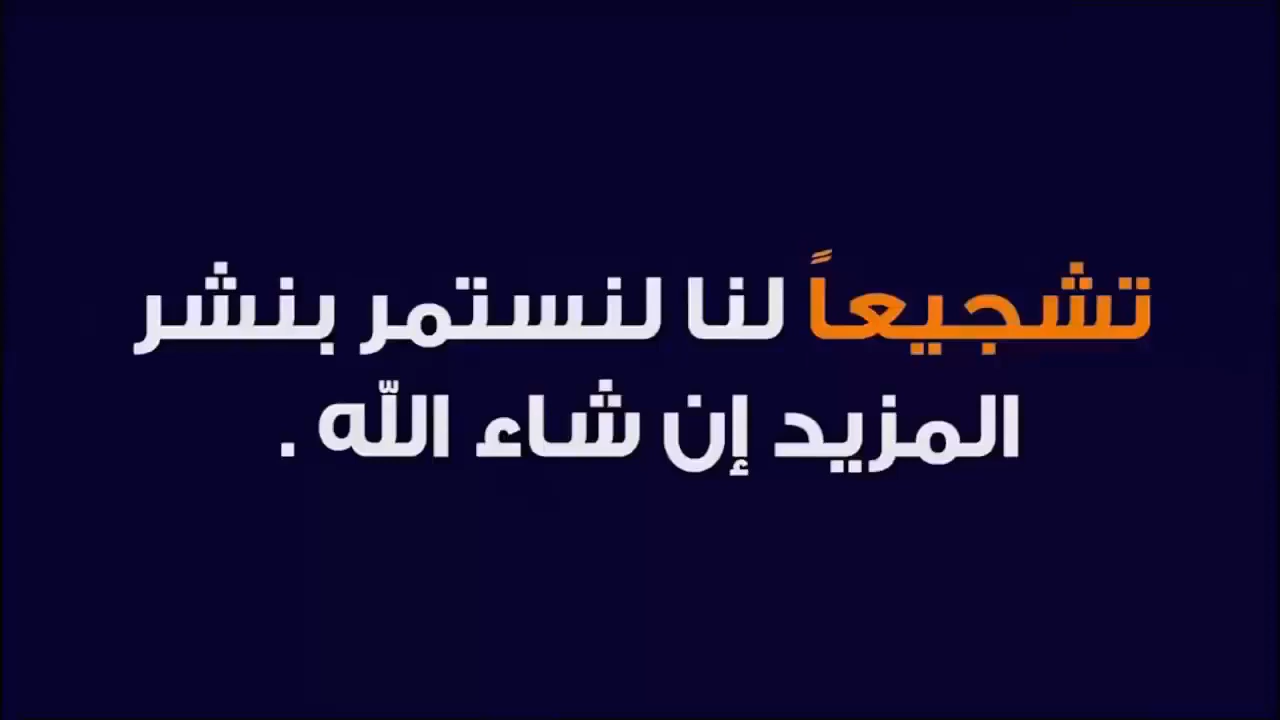 تشجيعاً لنا لنستمر بنشر
المزيد إن شاء اللّه .